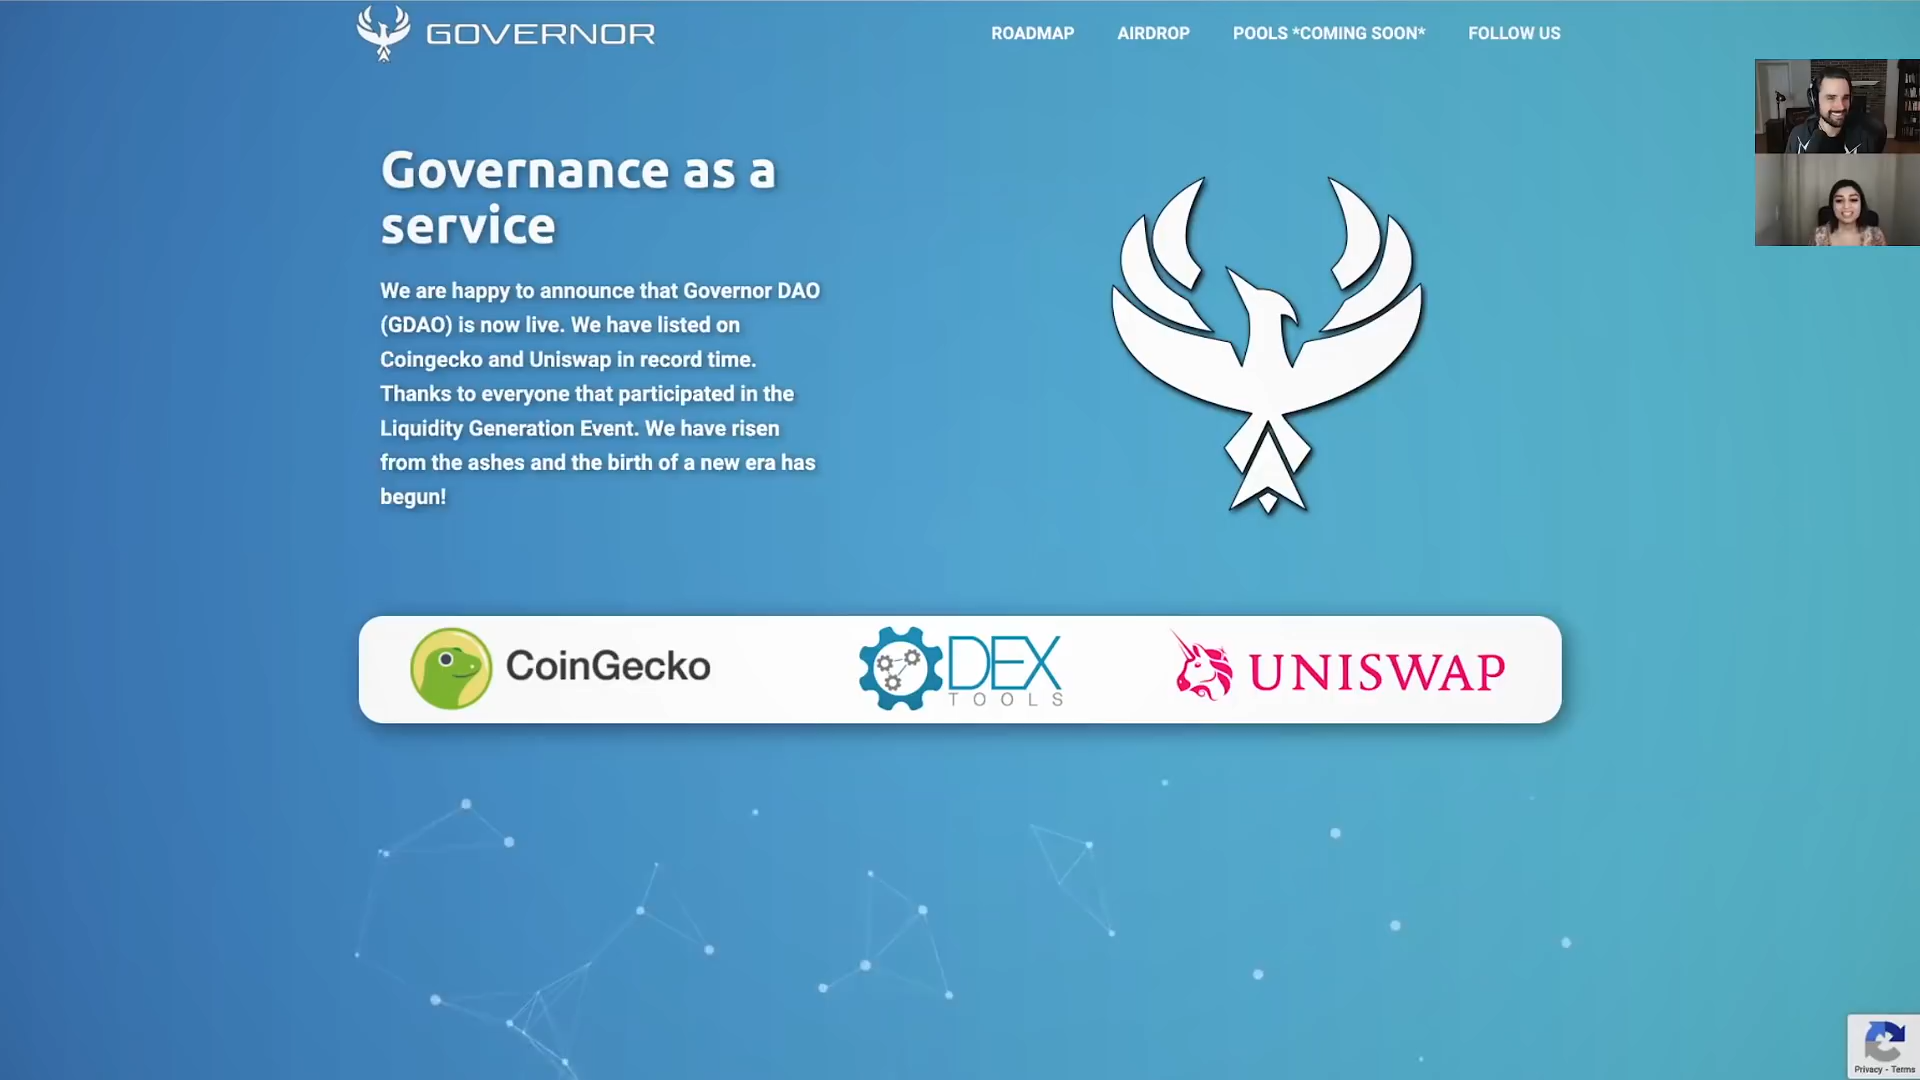 GOVERNOR
ROADMAP
AIRDROP
POOLS *COMING SOON*
FOLLOW US
Governance as a
service
We are happy to announce that Governor DAO
(GDAO) is now live. We have listed on
Coingecko and Uniswap in record time.
Thanks to everyone that participated in the
Liquidity Generation Event. We have risen
from the ashes and the birth of a new era has
begun!
CoinGecko
DEX
TOOLS
UNISWAP
Privacy - Terms